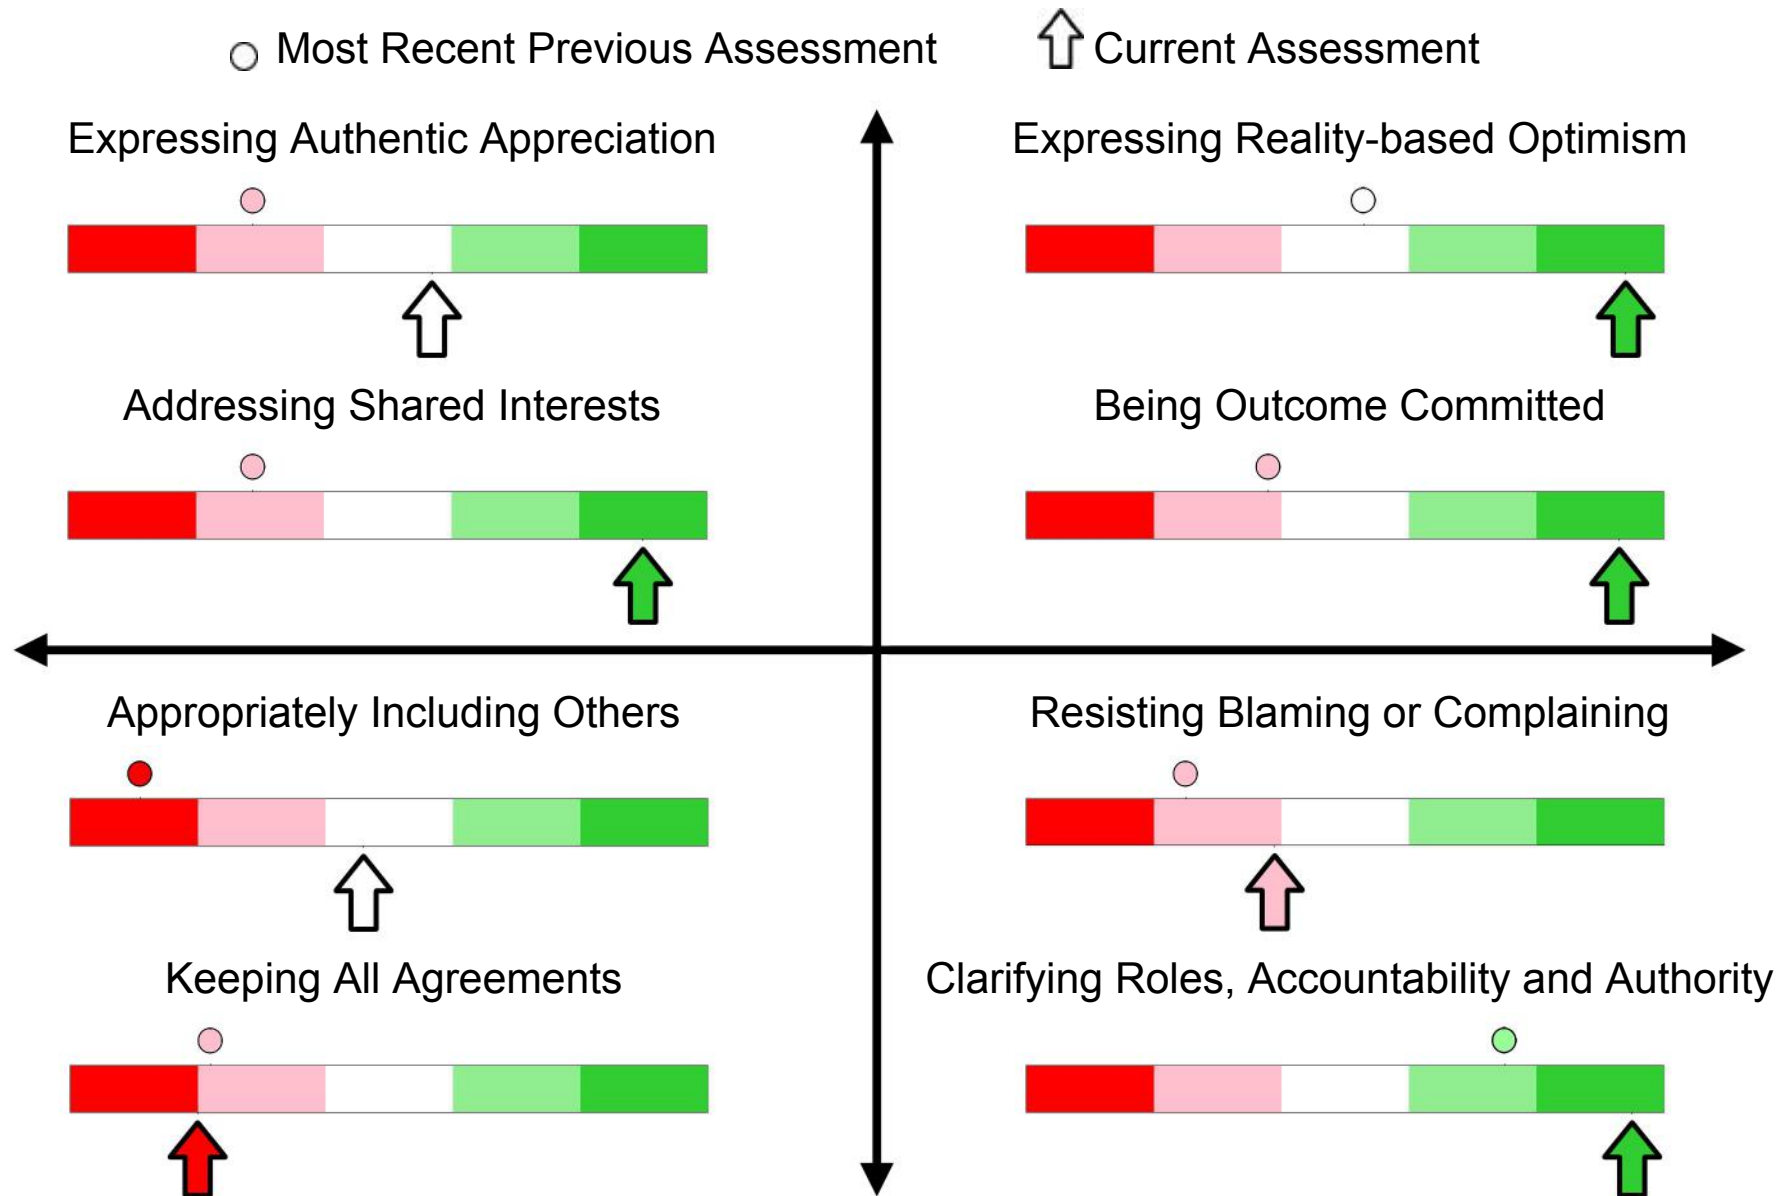 Most Recent Previous Assessment
Current Assessment
Expressing Authentic Appreciation
Expressing Reality-based Optimism
Addressing Shared Interests
Being Outcome Committed
Appropriately Including Others
Resisting Blaming or Complaining
Keeping All Agreements
Clarifying Roles, Accountability and Authority